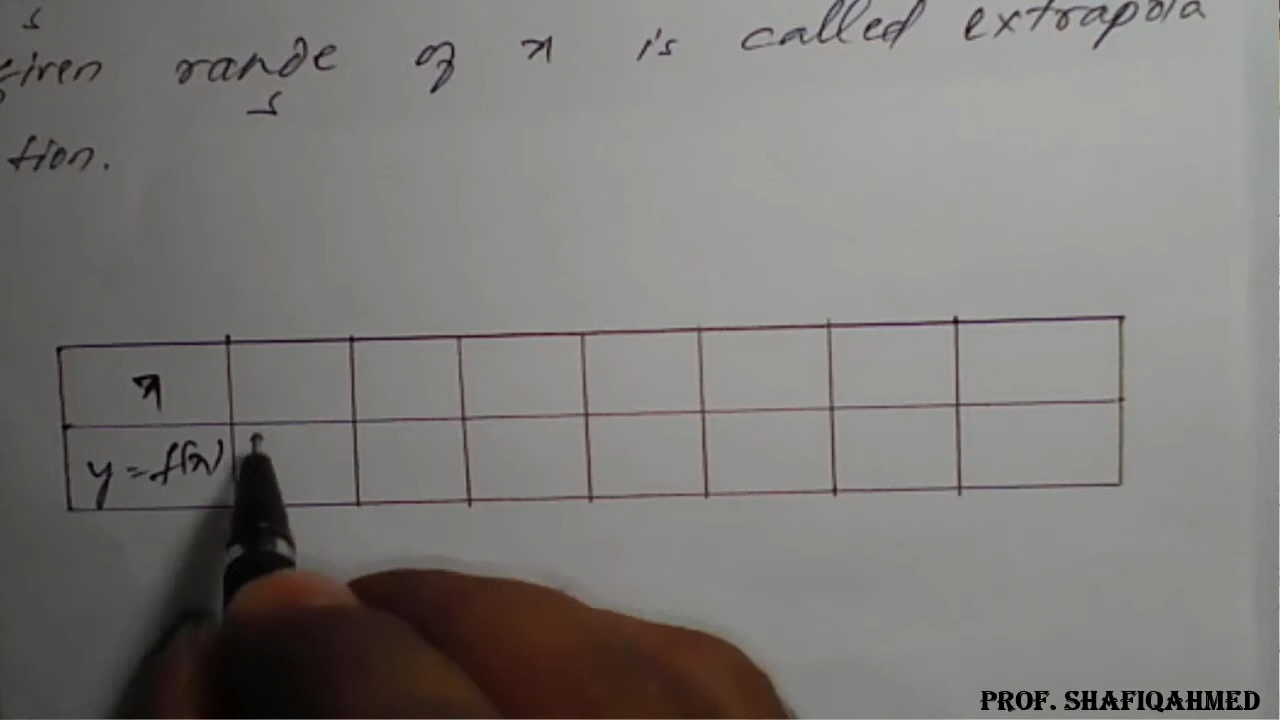 given range of x is called extrapola
tion.
x
y = f(x)
PROF. SHAFIQAHMED